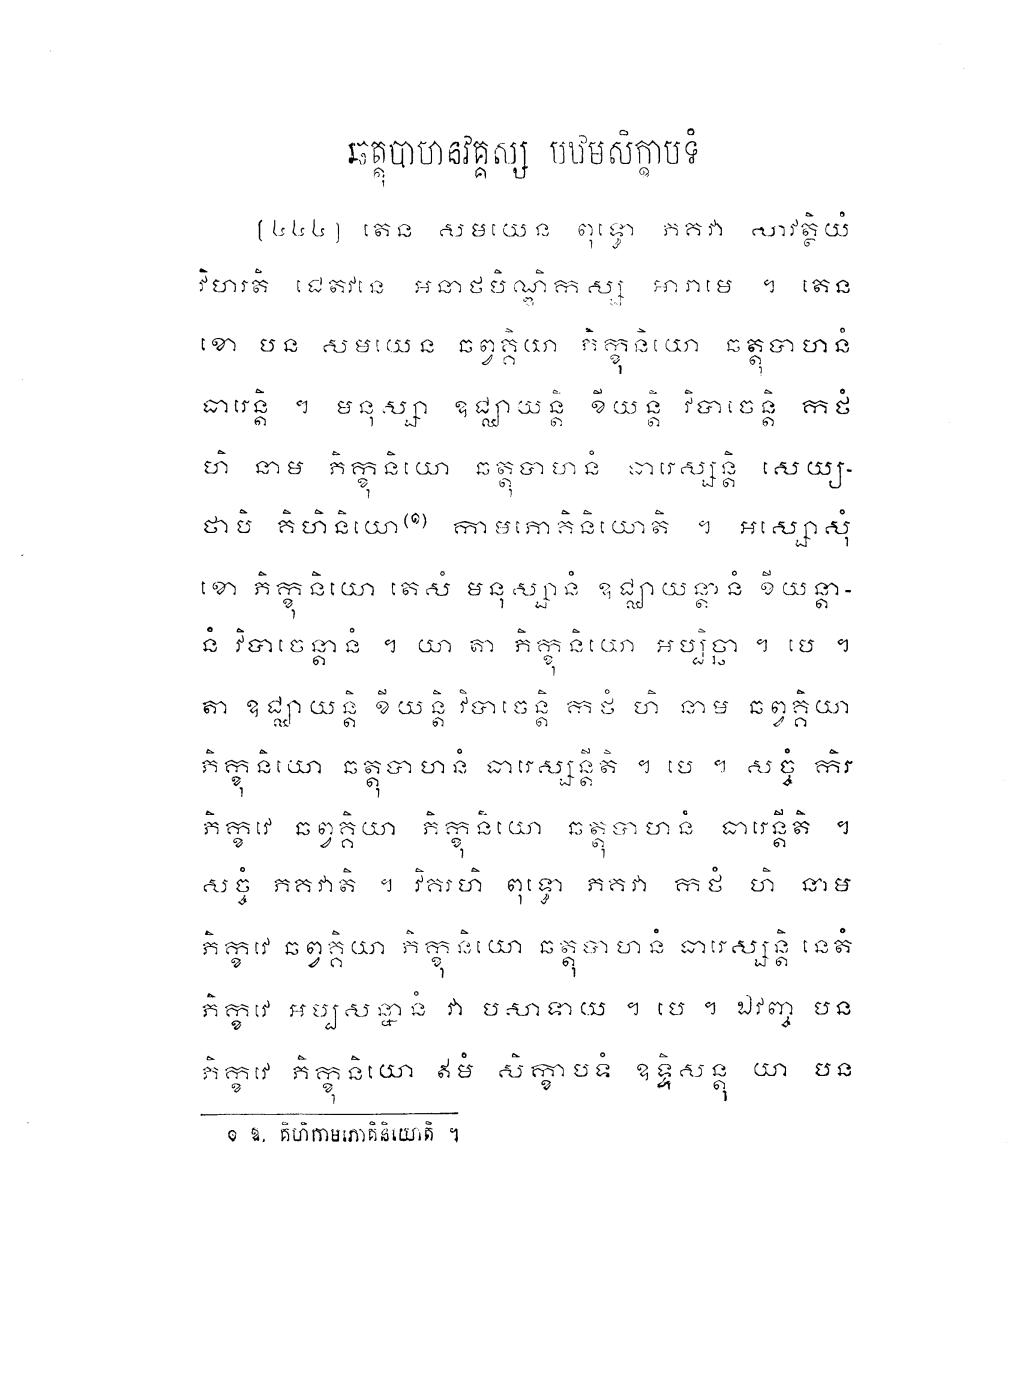 ឆត្តុបាហនវគ្គស្ស បឋមសិក្ខាបទំ
[៤៤៤] តេន សមយេន ពុទ្ធោ ភគវា សាវត្ថិយំ
វិហរតិ ជេតវនេ អនាថបិណ្ឌិកស្ស អារាមេ ។ តេន
ខោ បន សមយេន ឆព្វគ្គិយា ភិក្ខុនិយោ ឆត្តុបាហនំ
ធារេន្តិ ។ មនុស្សា ឧជ្ឈាយន្តិ ខីយន្តិ វិបាចេន្តិ កថំ
ហិ នាម ភិក្ខុនិយោ ឆត្តុបាហនំ ធារេស្សន្តិ សេយ្យ-
ថាបិ គិហិនិយោ(១) កាមភោគិនិយោតិ ។ អស្សោសុំ
ខោ ភិក្ខុនិយោ តេសំ មនុស្សានំ ឧជ្ឈាយន្តានំ ខីយន្តា-
នំ វិបាចេន្តានំ ។ យា តា ភិក្ខុនិយោ អប្បិច្ឆា ។ បេ ។
តា ឧជ្ឈាយន្តិ ខីយន្តិ វិបាចេន្តិ កថំ ហិ នាម ឆព្វគ្គិយា
ភិក្ខុនិយោ ឆត្តុបាហនំ ធារេស្សន្តីតិ ។ បេ ។ សច្ចំ កិរ
ភិក្ខវេ ឆព្វគ្គិយា ភិក្ខុនិយោ ឆត្តុបាហនំ ធារេន្តីតិ ។
សច្ចំ ភគវាតិ ។ វិគរហិ ពុទ្ធោ ភគវា កថំ ហិ នាម
ភិក្ខវេ ឆព្វគ្គិយា ភិក្ខុនិយោ ឆត្តុបាហនំ ធារេស្សន្តិ នេតំ
ភិក្ខវេ អប្បសន្នានំ វា បសាទាយ ។ បេ ។ ឯវញ្ច បន
ភិក្ខវេ ភិក្ខុនិយោ ឥមំ សិក្ខាបទំ ឧទ្ទិសន្តុ យា បន
១ ឱ. គិហិកាមភោគិនិយោតិ ។